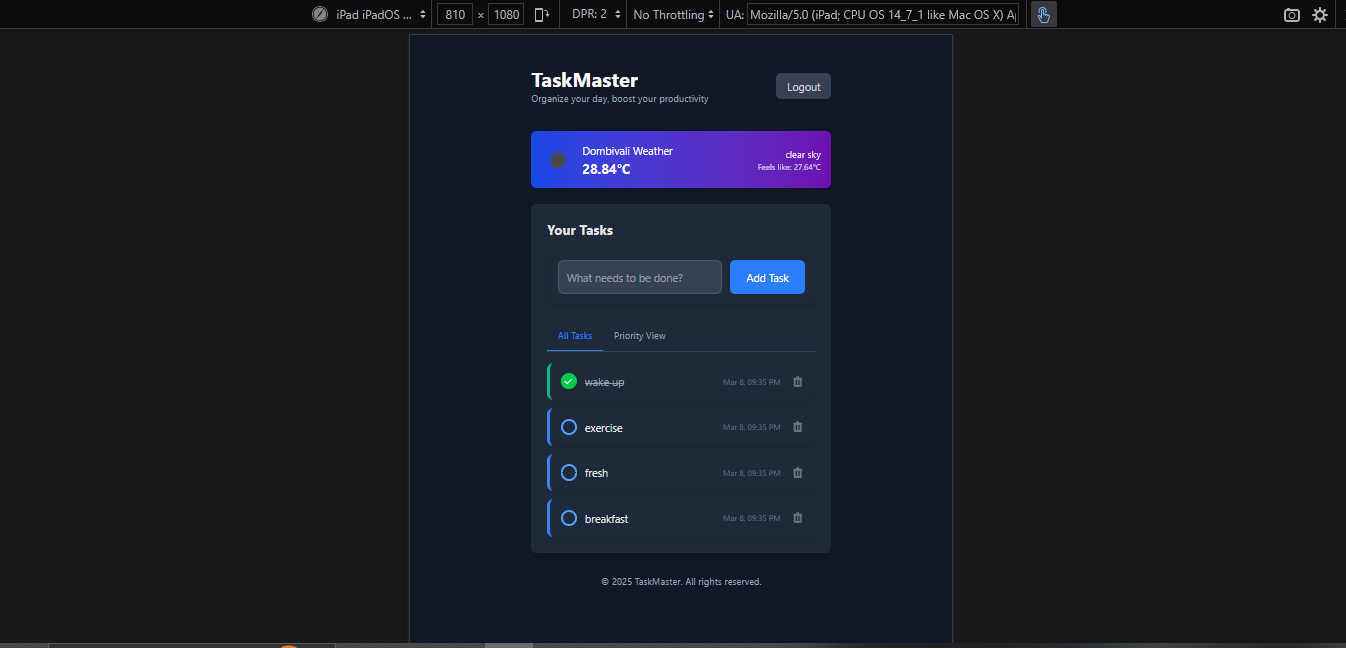 iPad iPadOS ... 810 × 1080 DPR: 2 No Throttling UA: Mozilla/5.0 (iPad; CPU OS 14_7_1 like Mac OS X) A
TaskMaster
Logout
Organize your day, boost your productivity
Dombivali Weather
28.84°C
clear sky
Feels like: 27.64°C
Your Tasks
What needs to be done? Add Task
All Tasks Priority View
wake up Mar 8, 09:35 PM
exercise Mar 8, 09:35 PM
fresh Mar 8, 09:35 PM
breakfast Mar 8, 09:35 PM
© 2025 TaskMaster. All rights reserved.